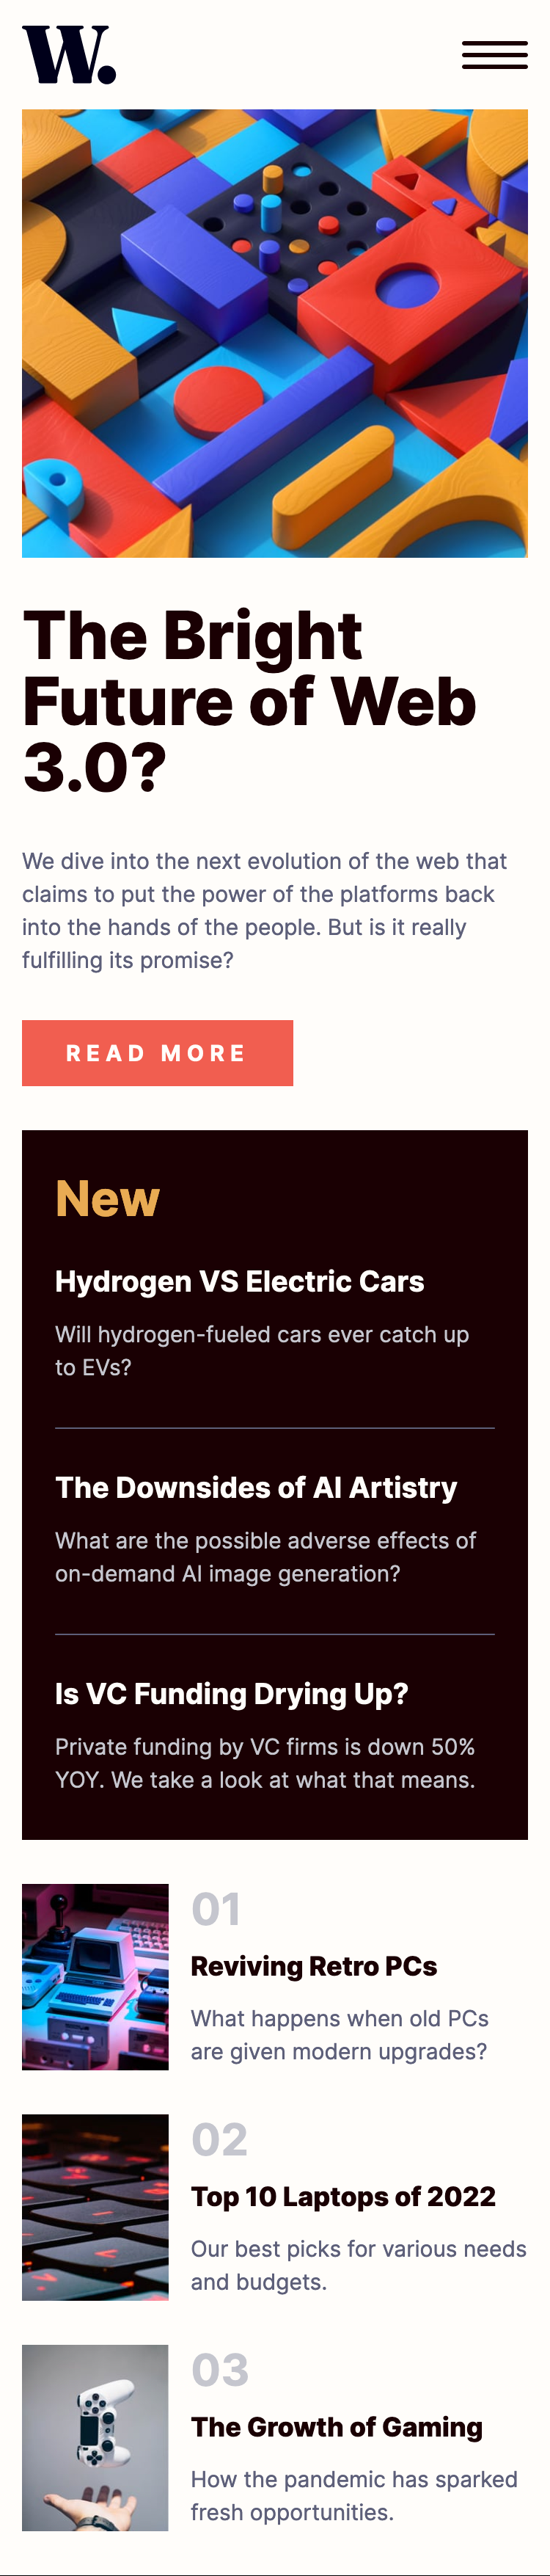 W.
The Bright
Future of Web
3.0?
We dive into the next evolution of the web that
claims to put the power of the platforms back
into the hands of the people. But is it really
fulfilling its promise?
READ MORE
New
Hydrogen VS Electric Cars
Will hydrogen-fueled cars ever catch up
to EVs?
The Downsides of AI Artistry
What are the possible adverse effects of
on-demand AI image generation?
Is VC Funding Drying Up?
Private funding by VC firms is down 50%
YOY. We take a look at what that means.
01
Reviving Retro PCs
What happens when old PCs
are given modern upgrades?
02
Top 10 Laptops of 2022
Our best picks for various needs
and budgets.
03
The Growth of Gaming
How the pandemic has sparked
fresh opportunities.